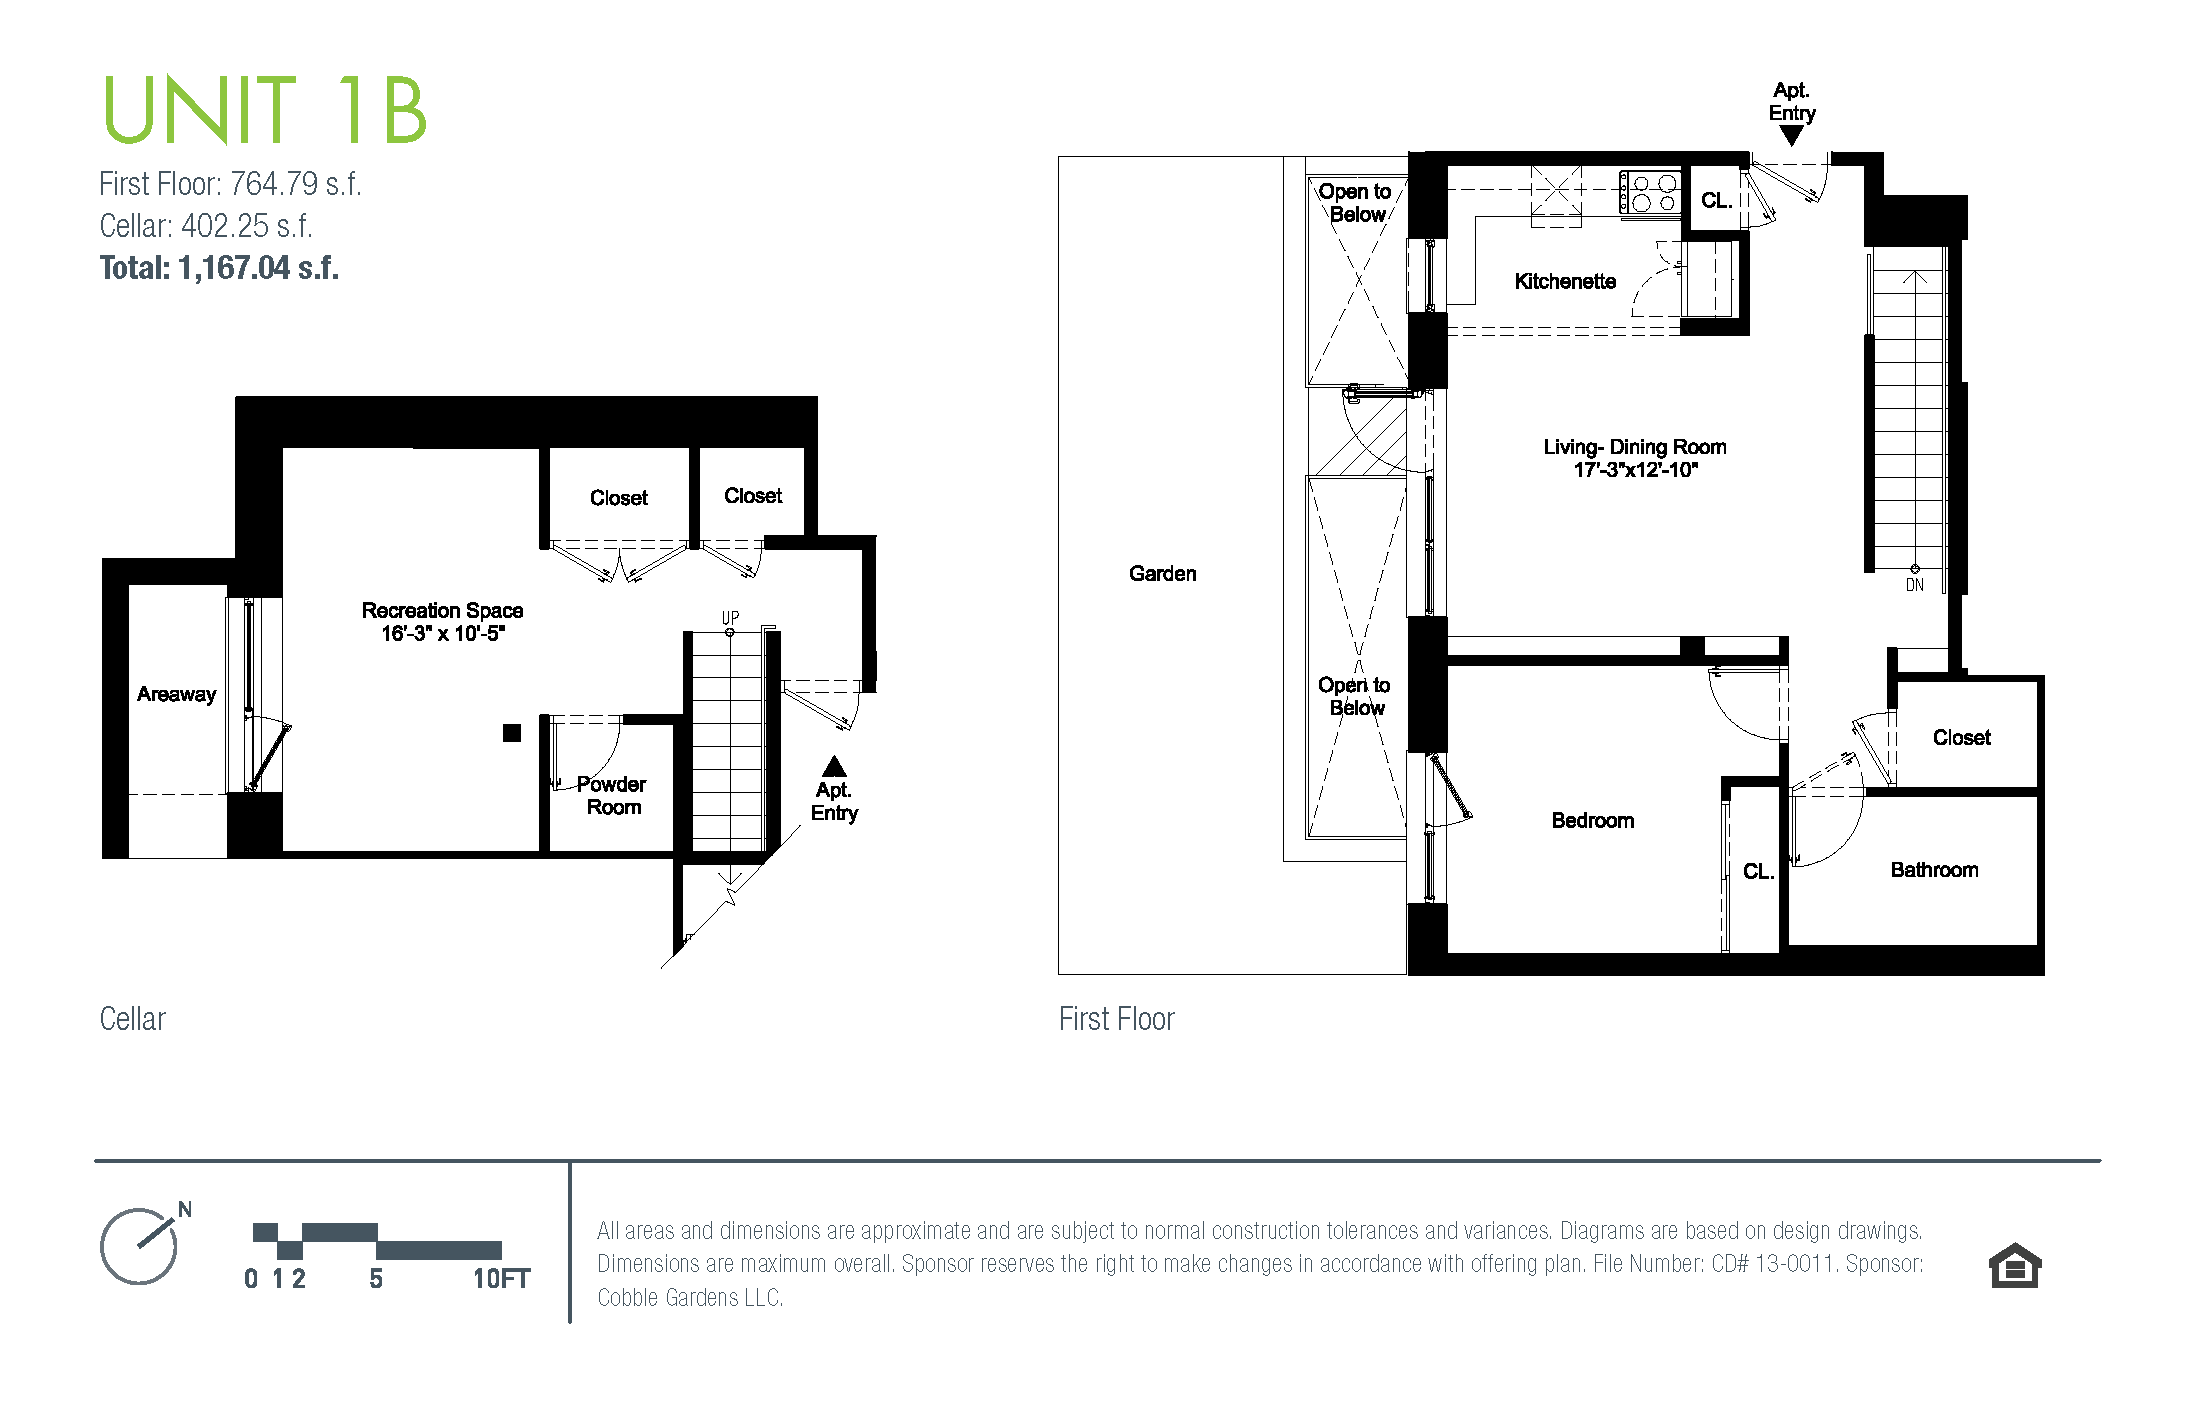 UNIT 1B
First Floor: 764.79 s.f.
Cellar: 402.25 s.f.
Total: 1,167.04 s.f.
Closet
Closet
Recreation Space
16'-3" x 10'-5"
UP
Areaway
Powder
Room
Apt.
Entry
Cellar
Apt.
Entry
Open to
Below
CL.
Kitchenette
Living- Dining Room
17'-3"x12'-10"
Garden
DN
Open to
Below
Closet
Bedroom
CL.
Bathroom
First Floor
N
0 1 2 5 10FT
All areas and dimensions are approximate and are subject to normal construction tolerances and variances. Diagrams are based on design drawings.
Dimensions are maximum overall. Sponsor reserves the right to make changes in accordance with offering plan. File Number: CD# 13-0011. Sponsor:
Cobble Gardens LLC.